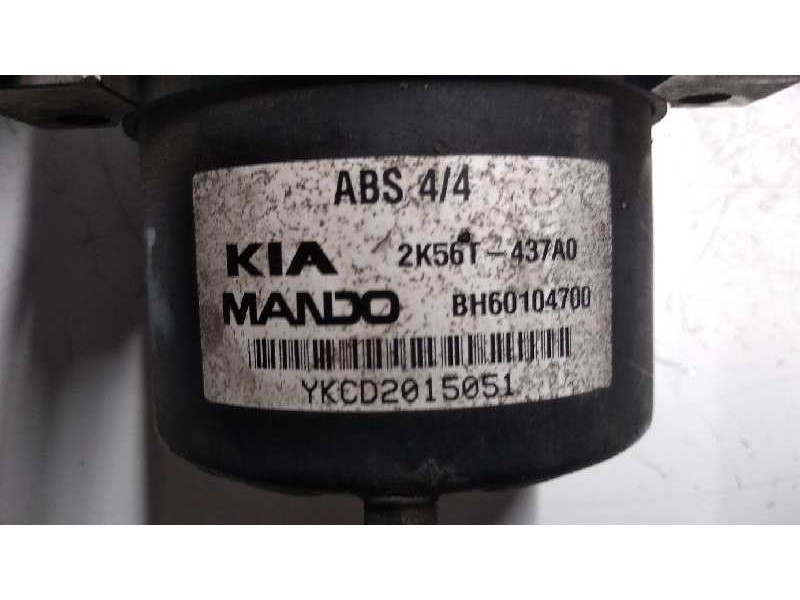 ABS 4/4
KIA 2K56T-437A0
MANDO BH60104700
YKCD2015051